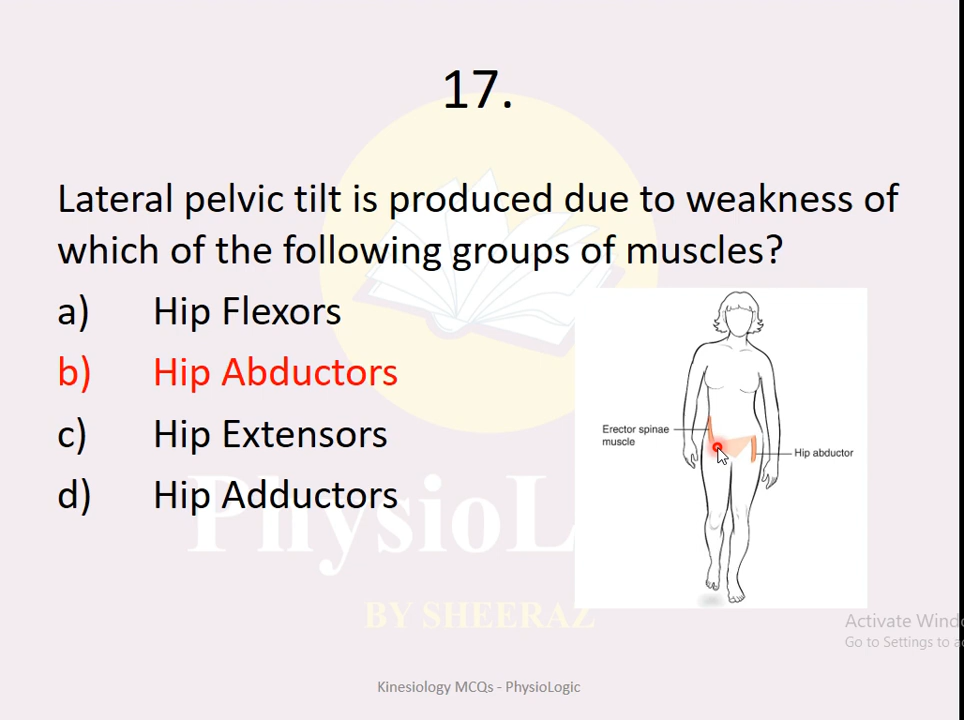 17.
Lateral pelvic tilt is produced due to weakness of
which of the following groups of muscles?
a) Hip Flexors
b) Hip Abductors
c) Hip Extensors
d) Hip Adductors
Erector spinae
muscle
Hip abductor
BY SHEERAZ
Activate
Go to Settings to
Kinesiology MCQs - PhysioLogic